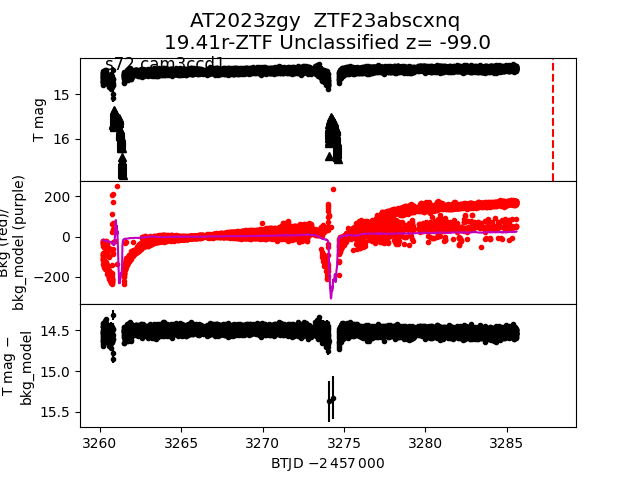 AT2023zgy ZTF23abscxnq
19.41r-ZTF Unclassified z= -99.0
s72 cam3ccd1
T mag
15
16
Bkg (red)/
bkg_model (purple)
200
0
−200
T mag −
bkg_model
14.5
15.0
15.5
3260 3265 3270 3275 3280 3285
BTJD −2 457 000